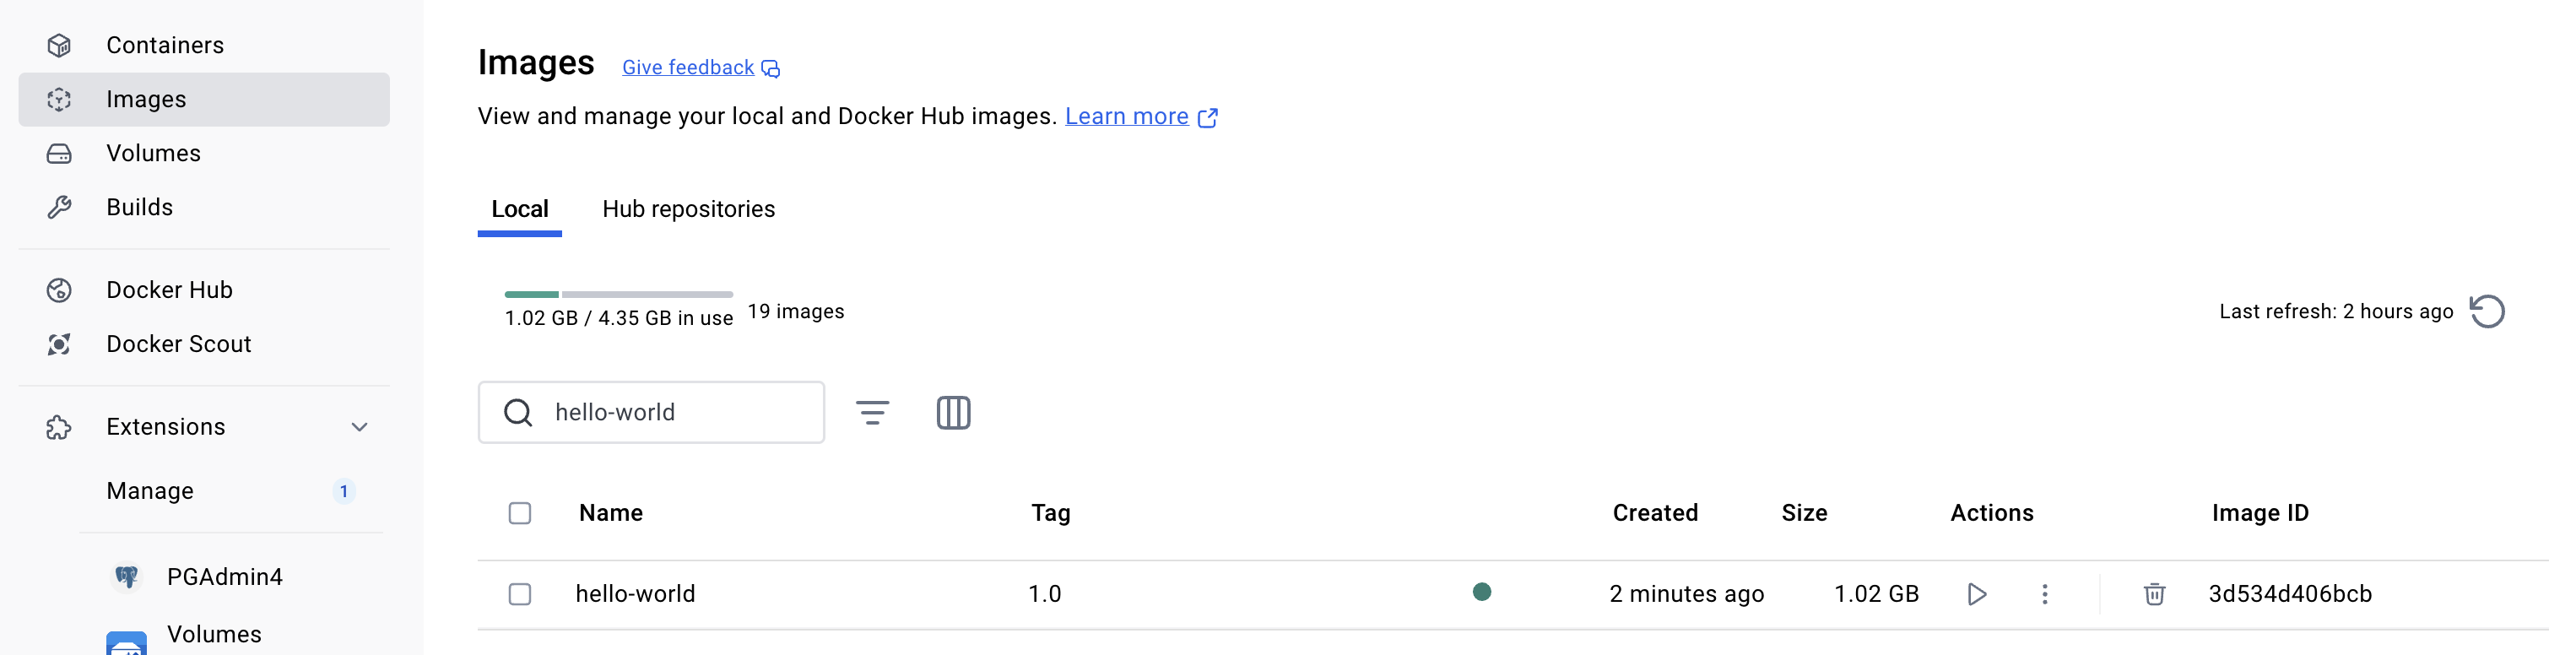 Containers
Images
Volumes
Builds
Docker Hub
Docker Scout
Extensions
Manage 1
PGAdmin4
Volumes
Images Give feedback
View and manage your local and Docker Hub images. Learn more
Local Hub repositories
1.02 GB / 4.35 GB in use 19 images
Last refresh: 2 hours ago
hello-world
Name Tag Created Size Actions Image ID
hello-world 1.0 2 minutes ago 1.02 GB 3d534d406bcb